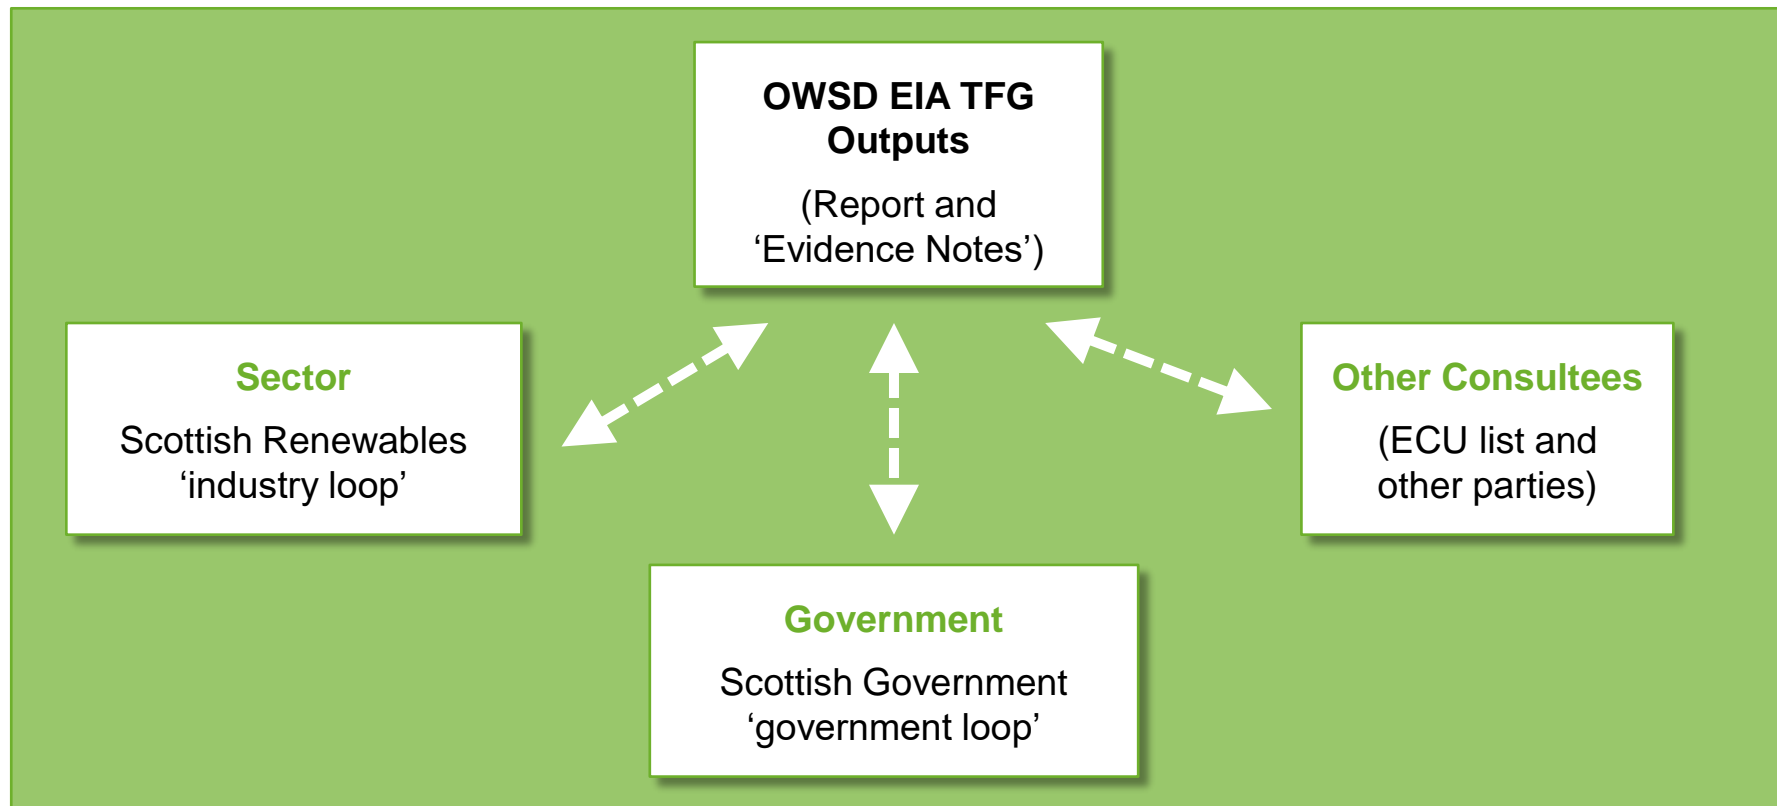 OWSD EIA TFG
Outputs
(Report and
‘Evidence Notes’)
Sector
Scottish Renewables
‘industry loop’
Other Consultees
(ECU list and
other parties)
Government
Scottish Government
‘government loop’